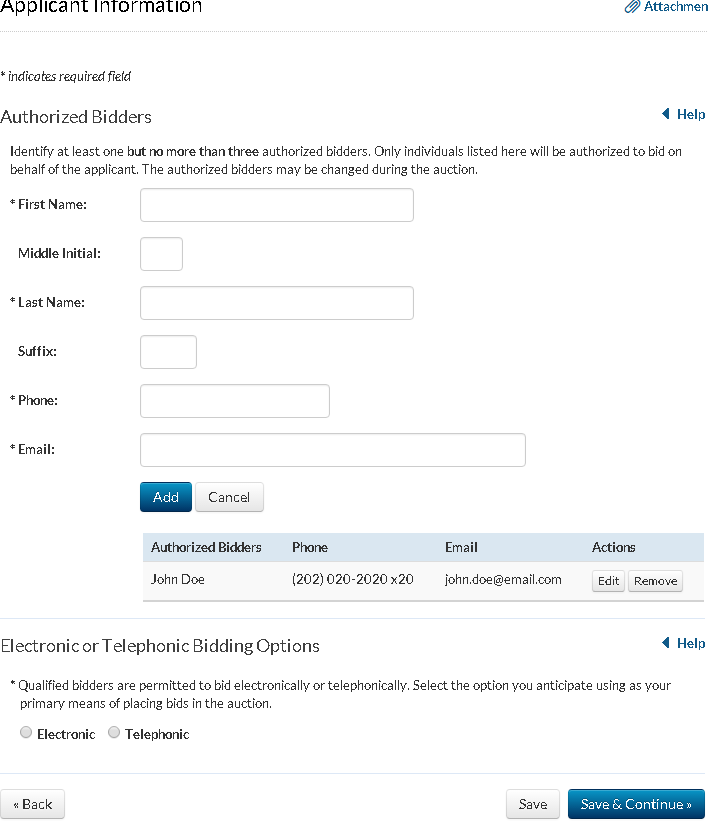 Applicant Information
Attachmen
* indicates required field
Authorized Bidders
Help
Identify at least one but no more than three authorized bidders. Only individuals listed here will be authorized to bid on
behalf of the applicant. The authorized bidders may be changed during the auction.
* First Name:
Middle Initial:
* Last Name:
Suffix:
* Phone:
* Email:
Add Cancel
Authorized Bidders Phone Email Actions
John Doe (202) 020-2020 x20 john.doe@email.com Edit Remove
Electronic or Telephonic Bidding Options
Help
* Qualified bidders are permitted to bid electronically or telephonically. Select the option you anticipate using as your
primary means of placing bids in the auction.
Electronic Telephonic
« Back Save Save & Continue »